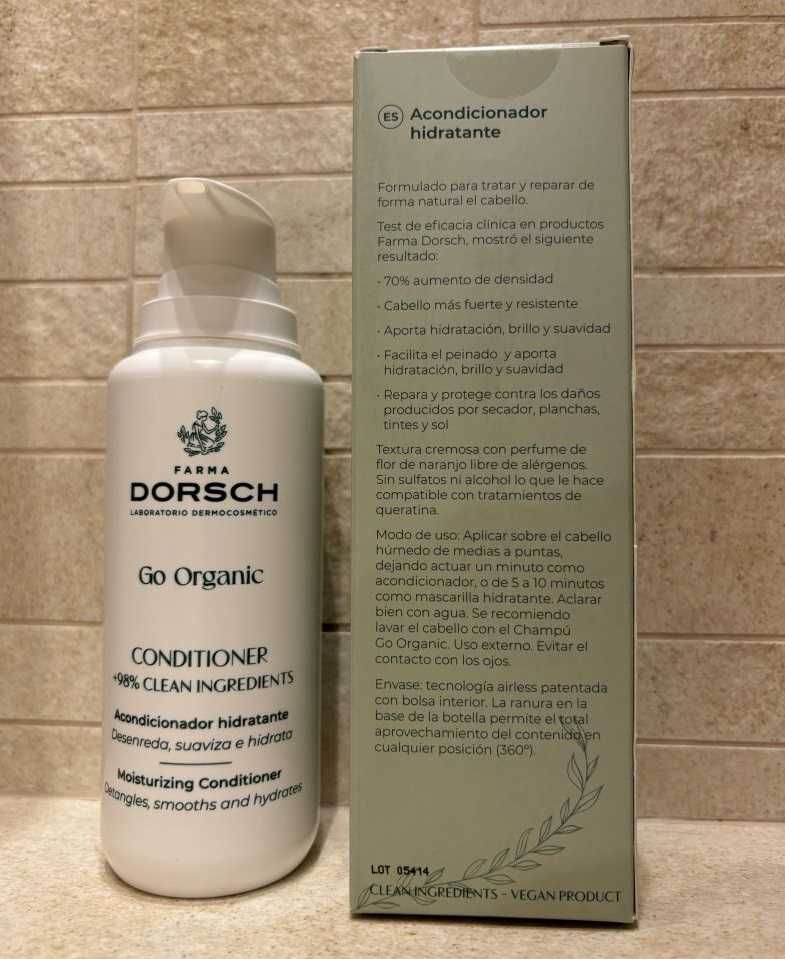 FARMA
DORSCH
LABORATORIO DERMOCOSMÉTICO
Go Organic
CONDITIONER
+98% CLEAN INGREDIENTS
Acondicionador hidratante
Desenreda, suaviza e hidrata
Moisturizing Conditioner
Detangles, smooths and hydrates
ES Acondicionador
hidratante
Formulado para tratar y reparar de
forma natural el cabello.
Test de eficacia clínica en productos
Farma Dorsch, mostró el siguiente
resultado:
• 70% aumento de densidad
• Cabello más fuerte y resistente
• Aporta hidratación, brillo y suavidad
• Facilita el peinado y aporta
hidratación, brillo y suavidad
• Repara y protege contra los daños
producidos por secador, planchas,
tintes y sol
Textura cremosa con perfume de
flor de naranjo libre de alérgenos.
Sin sulfatos ni alcohol lo que le hace
compatible con tratamientos de
queratina.
Modo de uso: Aplicar sobre el cabello
húmedo de medias a puntas,
dejando actuar un minuto como
acondicionador, o de 5 a 10 minutos
como mascarilla hidratante. Aclarar
bien con agua. Se recomiendo
lavar el cabello con el Champú
Go Organic. Uso externo. Evitar el
contacto con los ojos.
Envase: tecnología airless patentada
con bolsa interior. La ranura en la
base de la botella permite el total
aprovechamiento del contenido en
cualquier posición (360º).
LOT 05414
CLEAN INGREDIENTS - VEGAN PRODUCT